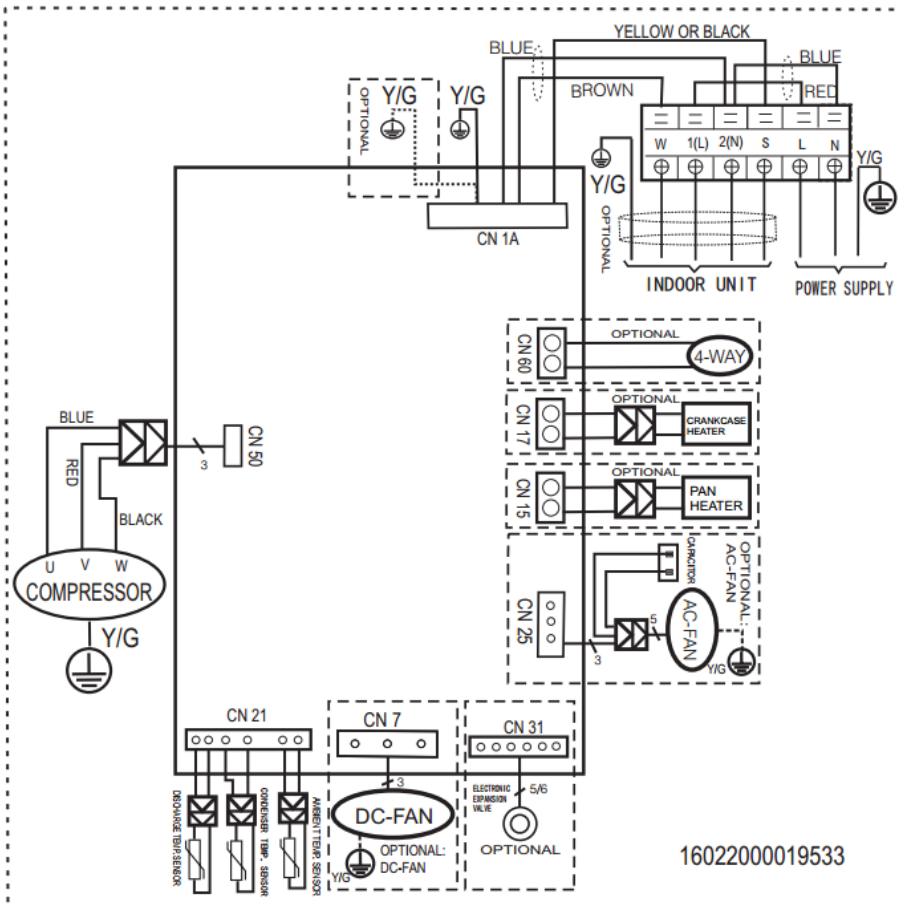 YELLOW OR BLACK
BLUE
BLUE
BROWN
RED
OPTIONAL
Y/G
Y/G
W 1(L) 2(N) S L N
Y/G
Y/G
OPTIONAL
CN 1A
INDOOR UNIT
POWER SUPPLY
CN 60
OPTIONAL
4-WAY
CN 17
OPTIONAL
CRANKCASE
HEATER
CN 15
OPTIONAL
PAN
HEATER
BLUE
RED
BLACK
3
CN 50
U V W
COMPRESSOR
Y/G
CN 25
3
CAPACITOR
5
AC-FAN
OPTIONAL:
AC-FAN
Y/G
CN 21
DISCHARGE TEMP.SENSOR
CONDENSER TEMP. SENSOR
AMBIENT TEMP. SENSOR
CN 7
3
DC-FAN
OPTIONAL:
DC-FAN
Y/G
CN 31
ELECTRONIC
EXPANSION
VALVE
5/6
OPTIONAL
16022000019533